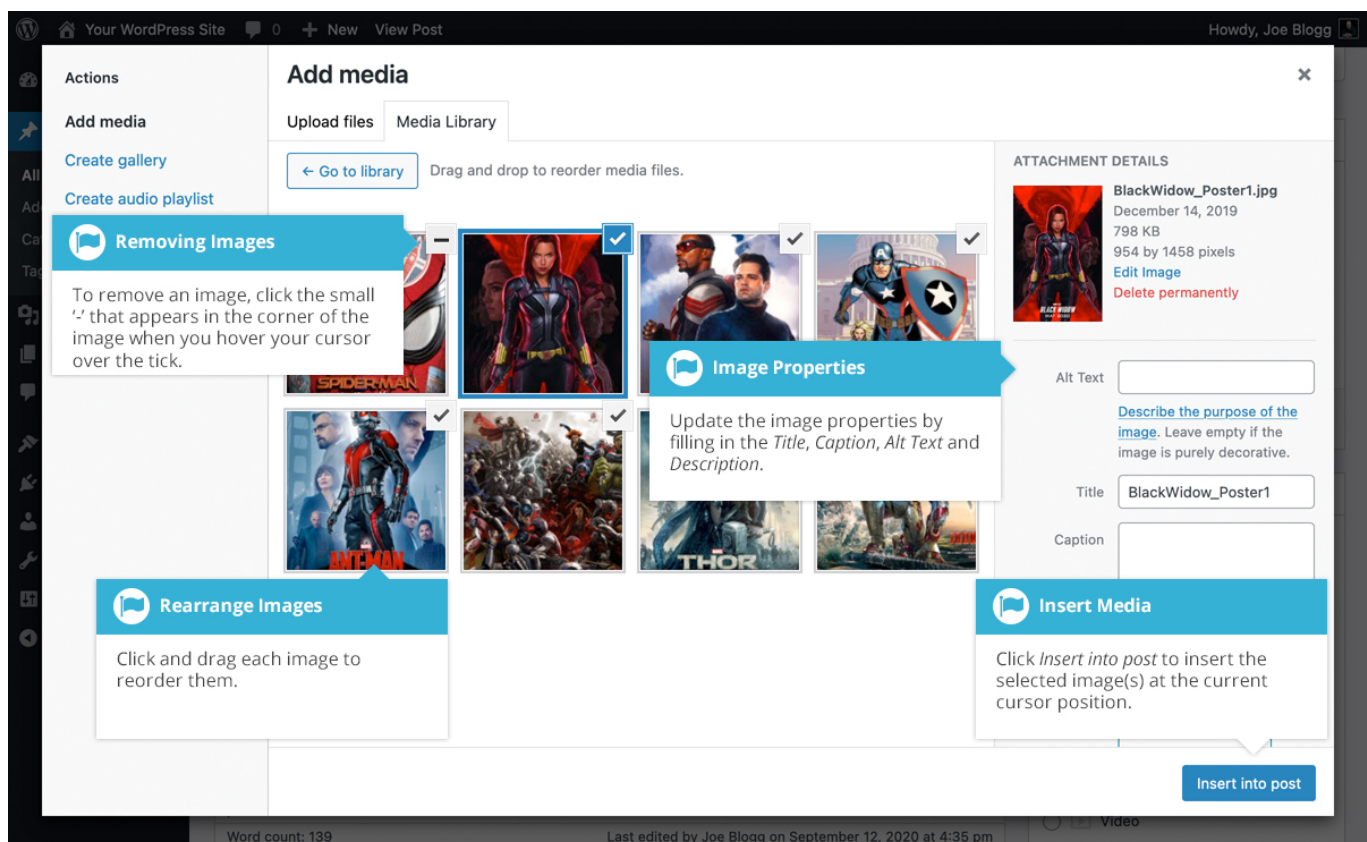 Your WordPress Site 0 + New View Post Howdy, Joe Blogg
Actions
Add media
Create gallery
Create audio playlist
All
Add media
Upload files Media Library
← Go to library Drag and drop to reorder media files.
Removing Images
To remove an image, click the small
‘-’ that appears in the corner of the
image when you hover your cursor
over the tick.
SPIDER-MAN
Image Properties
Update the image properties by
filling in the Title, Caption, Alt Text and
Description.
ANT-MAN
THOR
Rearrange Images
Click and drag each image to
reorder them.
ATTACHMENT DETAILS
BlackWidow_Poster1.jpg
December 14, 2019
798 KB
954 by 1458 pixels
Edit Image
Delete permanently
BLACK WIDOW
Alt Text
Describe the purpose of the
image. Leave empty if the
image is purely decorative.
Title BlackWidow_Poster1
Caption
Insert Media
Click Insert into post to insert the
selected image(s) at the current
cursor position.
Insert into post
Video
Word count: 139 Last edited by Joe Blogg on September 12, 2020 at 4:35 pm